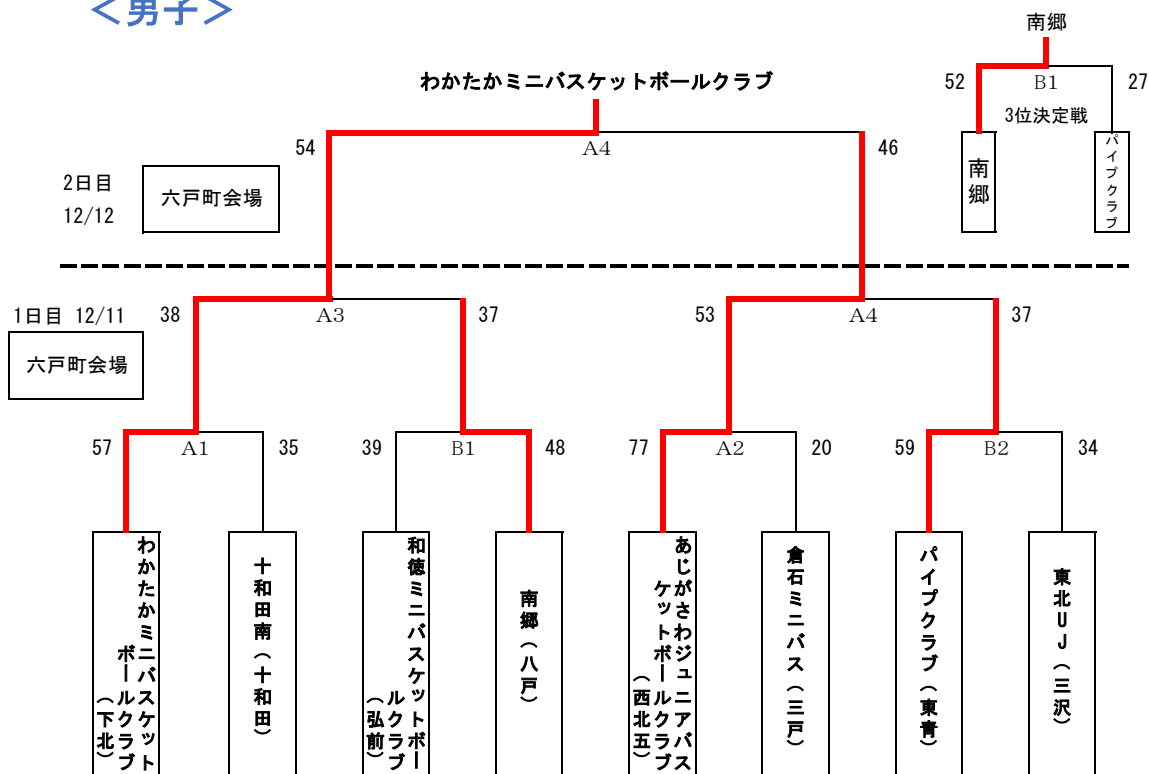 ＜男子＞
南郷
52
B1
27
3位決定戦
南郷
パイプクラブ
わかたかミニバスケットボールクラブ
54
A4
46
2日目
12/12
六戸町会場
1日目 12/11
六戸町会場
38
A3
37
53
A4
37
57
A1
35
39
B1
48
77
A2
20
59
B2
34
わかたかミニバスケット
ボールクラブ
（下北）
十和田南（十和田）
和徳ミニバスケットボー
ルクラブ
（弘前）
南郷（八戸）
あじがさわジュニアバス
ケットボールクラブ
（西北五）
倉石ミニバス（三戸）
パイプクラブ（東青）
東北UJ（三沢）